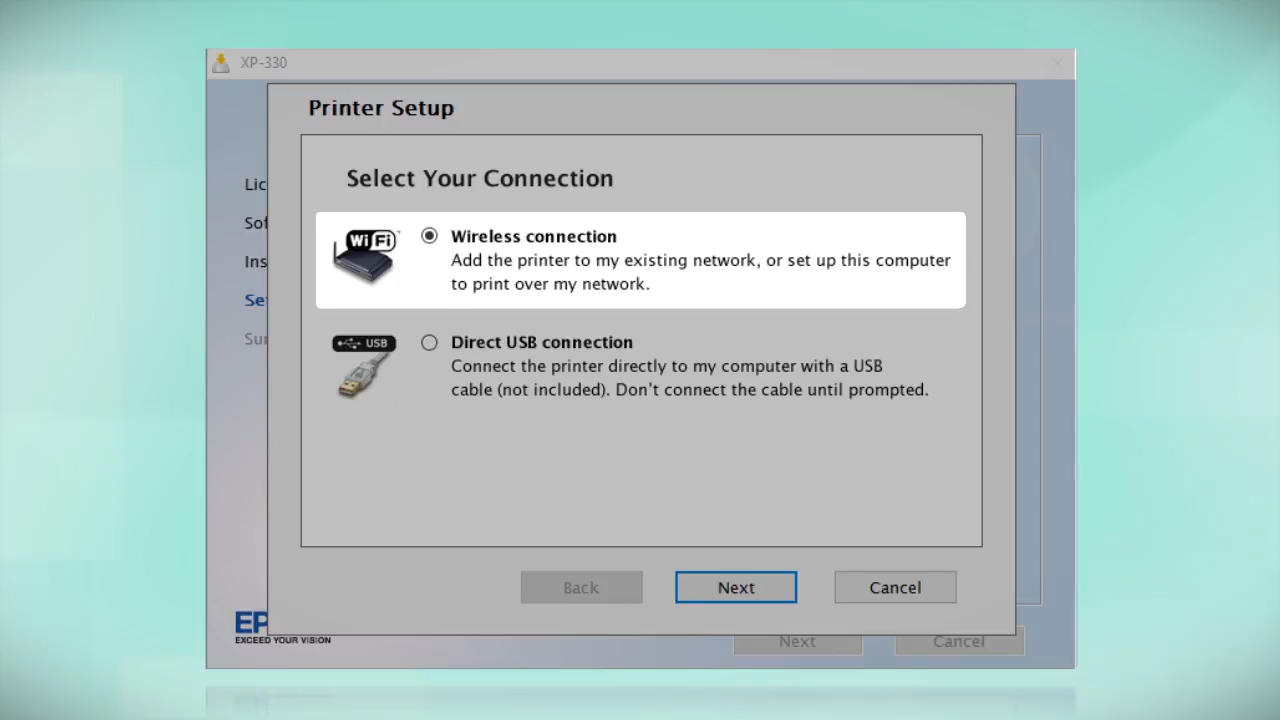 XP-330
Printer Setup
Select Your Connection
WiFi
Wireless connection
Add the printer to my existing network, or set up this computer
to print over my network.
USB
Direct USB connection
Connect the printer directly to my computer with a USB
cable (not included). Don't connect the cable until prompted.
Lic
Sof
Ins
Se
Sur
Back
Next
Cancel
EP
EXCEED YOUR VISION
Next
Cancel